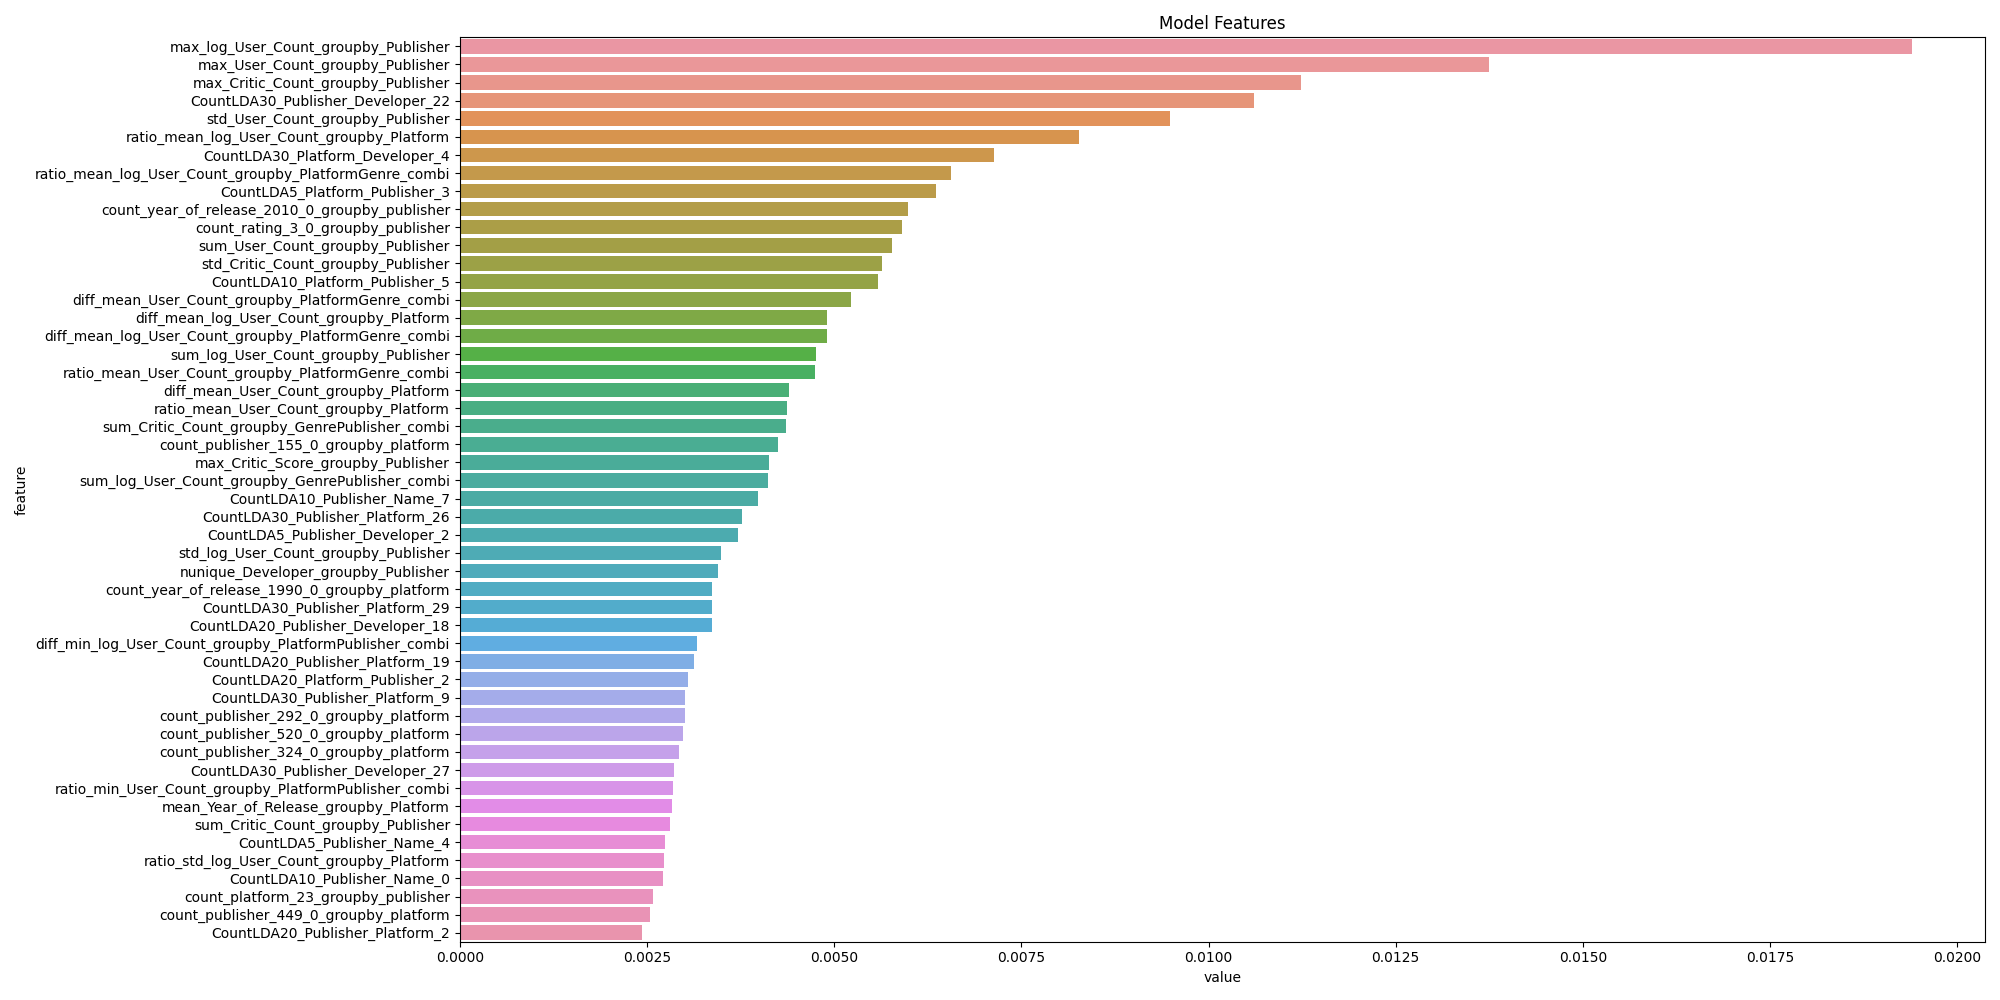 Model Features
max_log_User_Count_groupby_Publisher
max_User_Count_groupby_Publisher
max_Critic_Count_groupby_Publisher
CountLDA30_Publisher_Developer_22
std_User_Count_groupby_Publisher
ratio_mean_log_User_Count_groupby_Platform
CountLDA30_Platform_Developer_4
ratio_mean_log_User_Count_groupby_PlatformGenre_combi
CountLDA5_Platform_Publisher_3
count_year_of_release_2010_0_groupby_publisher
count_rating_3_0_groupby_publisher
sum_User_Count_groupby_Publisher
std_Critic_Count_groupby_Publisher
CountLDA10_Platform_Publisher_5
diff_mean_User_Count_groupby_PlatformGenre_combi
diff_mean_log_User_Count_groupby_Platform
diff_mean_log_User_Count_groupby_PlatformGenre_combi
sum_log_User_Count_groupby_Publisher
ratio_mean_User_Count_groupby_PlatformGenre_combi
diff_mean_User_Count_groupby_Platform
ratio_mean_User_Count_groupby_Platform
sum_Critic_Count_groupby_GenrePublisher_combi
count_publisher_155_0_groupby_platform
max_Critic_Score_groupby_Publisher
sum_log_User_Count_groupby_GenrePublisher_combi
CountLDA10_Publisher_Name_7
CountLDA30_Publisher_Platform_26
CountLDA5_Publisher_Developer_2
std_log_User_Count_groupby_Publisher
nunique_Developer_groupby_Publisher
count_year_of_release_1990_0_groupby_platform
CountLDA30_Publisher_Platform_29
CountLDA20_Publisher_Developer_18
diff_min_log_User_Count_groupby_PlatformPublisher_combi
CountLDA20_Publisher_Platform_19
CountLDA20_Platform_Publisher_2
CountLDA30_Publisher_Platform_9
count_publisher_292_0_groupby_platform
count_publisher_520_0_groupby_platform
count_publisher_324_0_groupby_platform
CountLDA30_Publisher_Developer_27
ratio_min_User_Count_groupby_PlatformPublisher_combi
mean_Year_of_Release_groupby_Platform
sum_Critic_Count_groupby_Publisher
CountLDA5_Publisher_Name_4
ratio_std_log_User_Count_groupby_Platform
CountLDA10_Publisher_Name_0
count_platform_23_groupby_publisher
count_publisher_449_0_groupby_platform
CountLDA20_Publisher_Platform_2
feature
0.0000 0.0025 0.0050 0.0075 0.0100 0.0125 0.0150 0.0175 0.0200
value